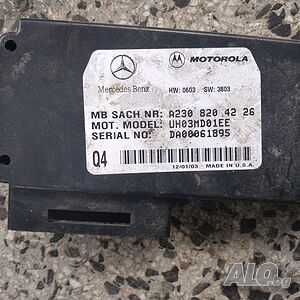 MOTOROLA
Mercedes Benz HW: 0603 SW: 3803
MB SACH.NR: A230 820 42 26
MOT. MODEL: UH03MD01EE
SERIAL NO: DA00061895
Q4
12/01/03 MADE IN U.S.A.
ALO.bg